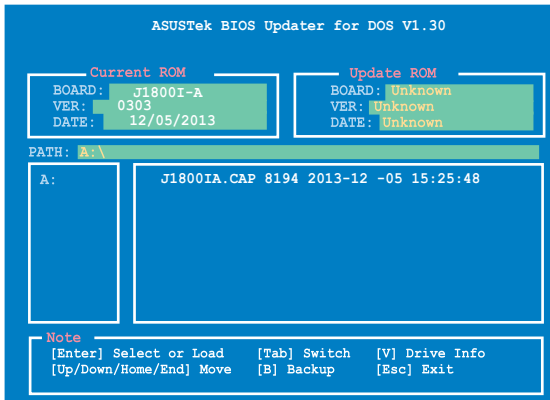 ASUSTek BIOS Updater for DOS V1.30
Current ROM
BOARD: J1800I-A
VER: 0303
DATE: 12/05/2013
Update ROM
BOARD: Unknown
VER: Unknown
DATE: Unknown
PATH: A:\
A:
J1800IA.CAP 8194 2013-12 -05 15:25:48
Note
[Enter] Select or Load [Tab] Switch [V] Drive Info
[Up/Down/Home/End] Move [B] Backup [Esc] Exit